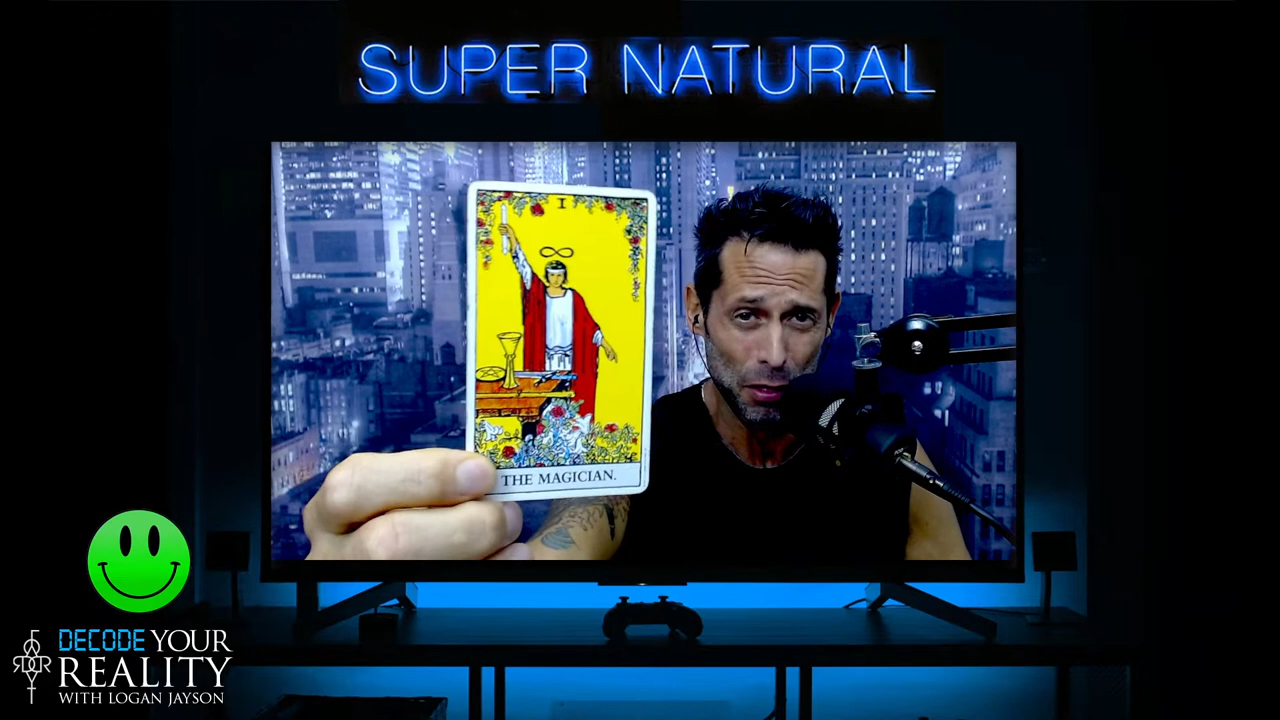 SUPER NATURAL
I
THE MAGICIAN.
DECODE YOUR
REALITY
WITH LOGAN JAYSON